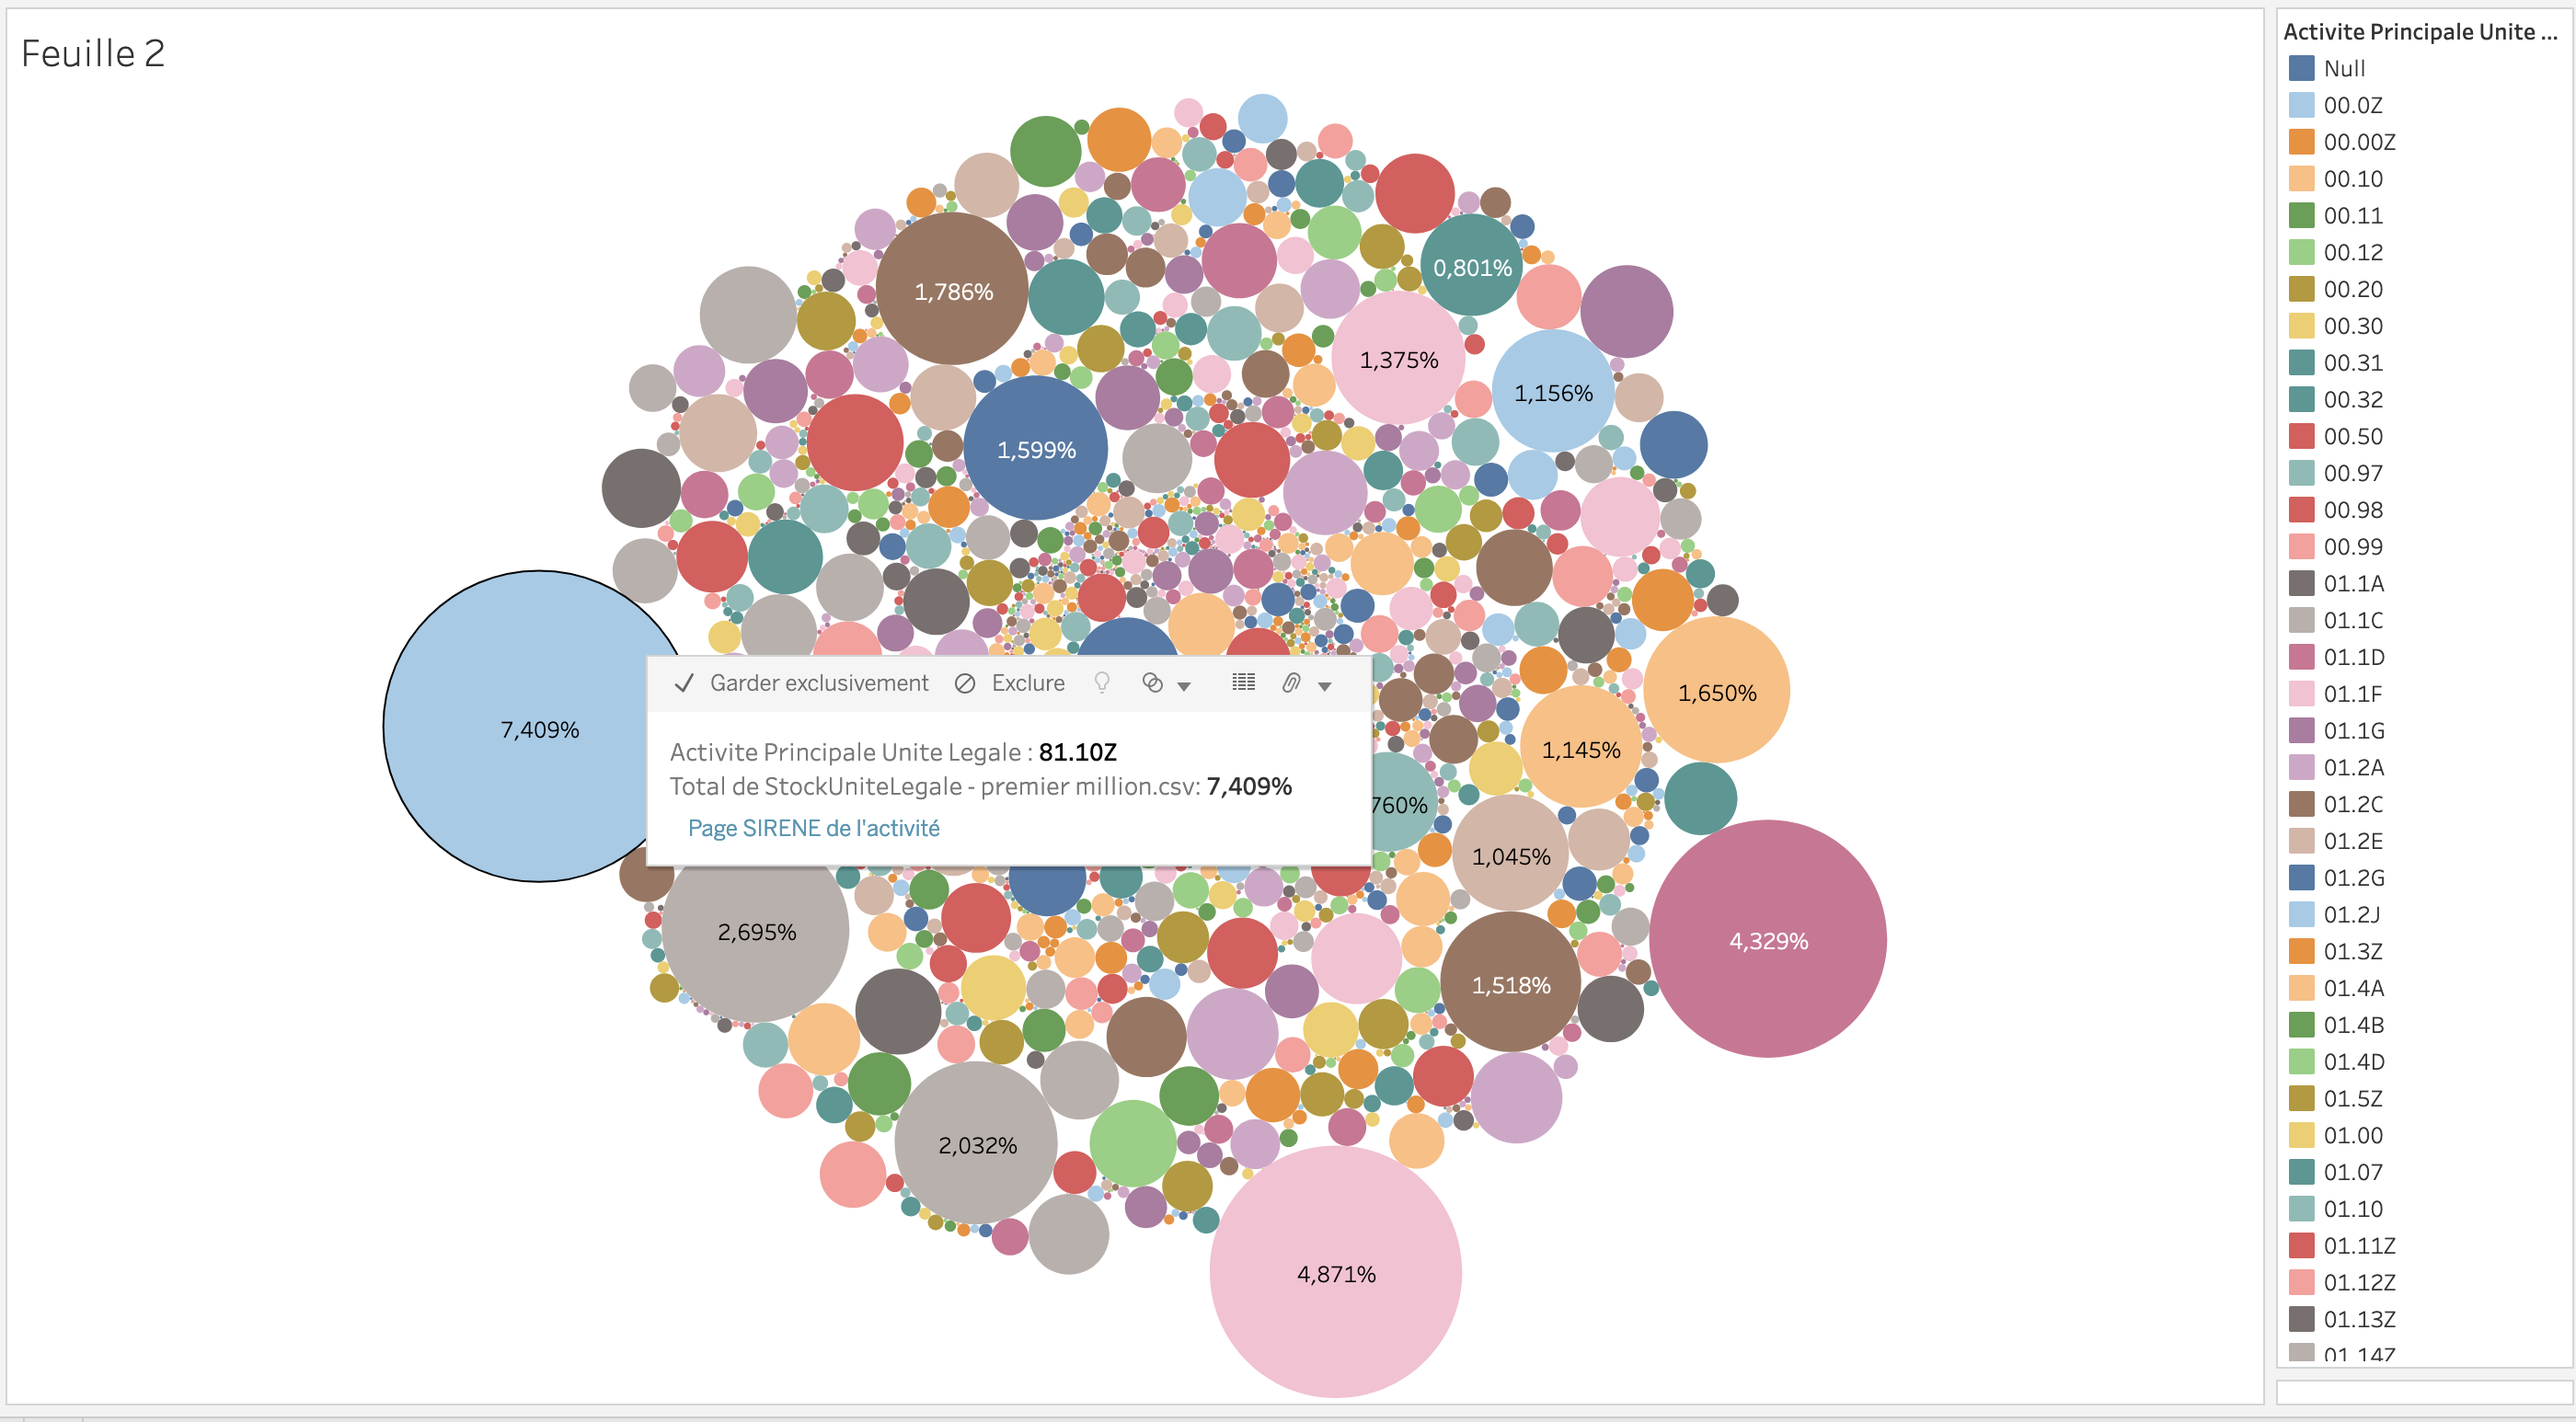 Feuille 2
0,801%
1,786%
1,375%
1,156%
1,599%
1,650%
7,409%
1,145%
760%
1,045%
2,695%
4,329%
1,518%
2,032%
4,871%
Garder exclusivement Exclure
Activite Principale Unite Legale : 81.10Z
Total de StockUniteLegale - premier million.csv: 7,409%
Page SIRENE de l'activité
Activite Principale Unite ...
Null
00.0Z
00.00Z
00.10
00.11
00.12
00.20
00.30
00.31
00.32
00.50
00.97
00.98
00.99
01.1A
01.1C
01.1D
01.1F
01.1G
01.2A
01.2C
01.2E
01.2G
01.2J
01.3Z
01.4A
01.4B
01.4D
01.5Z
01.00
01.07
01.10
01.11Z
01.12Z
01.13Z
01.14Z